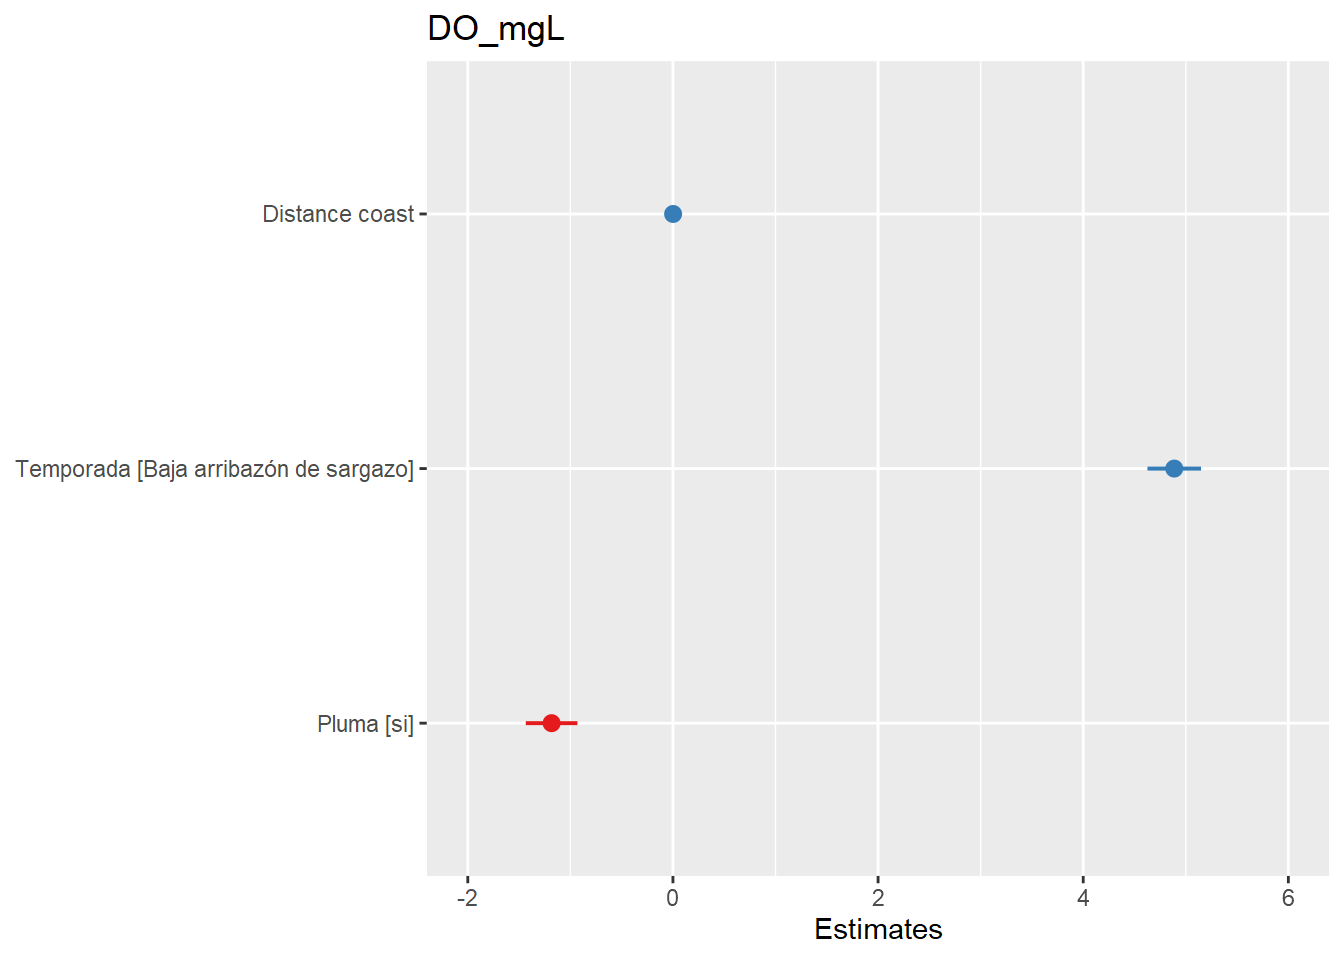 DO_mgL
Distance coast
Temporada [Baja arribazón de sargazo]
Pluma [si]
-2 0 2 4 6
Estimates